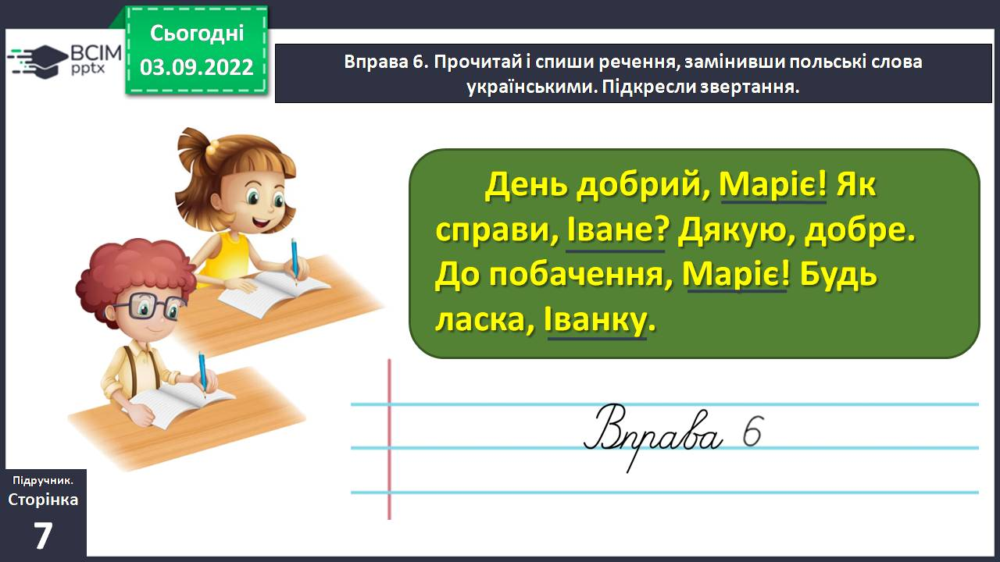 Сьогодні
03.09.2022
ВСІМ
pptx
Вправа 6. Прочитай і спиши речення, замінивши польські слова
українськими. Підкресли звертання.
День добрий, Маріє! Як
справи, Іване? Дякую, добре.
До побачення, Маріє! Будь
ласка, Іванку.
Вправа 6
Підручник.
Сторінка
7